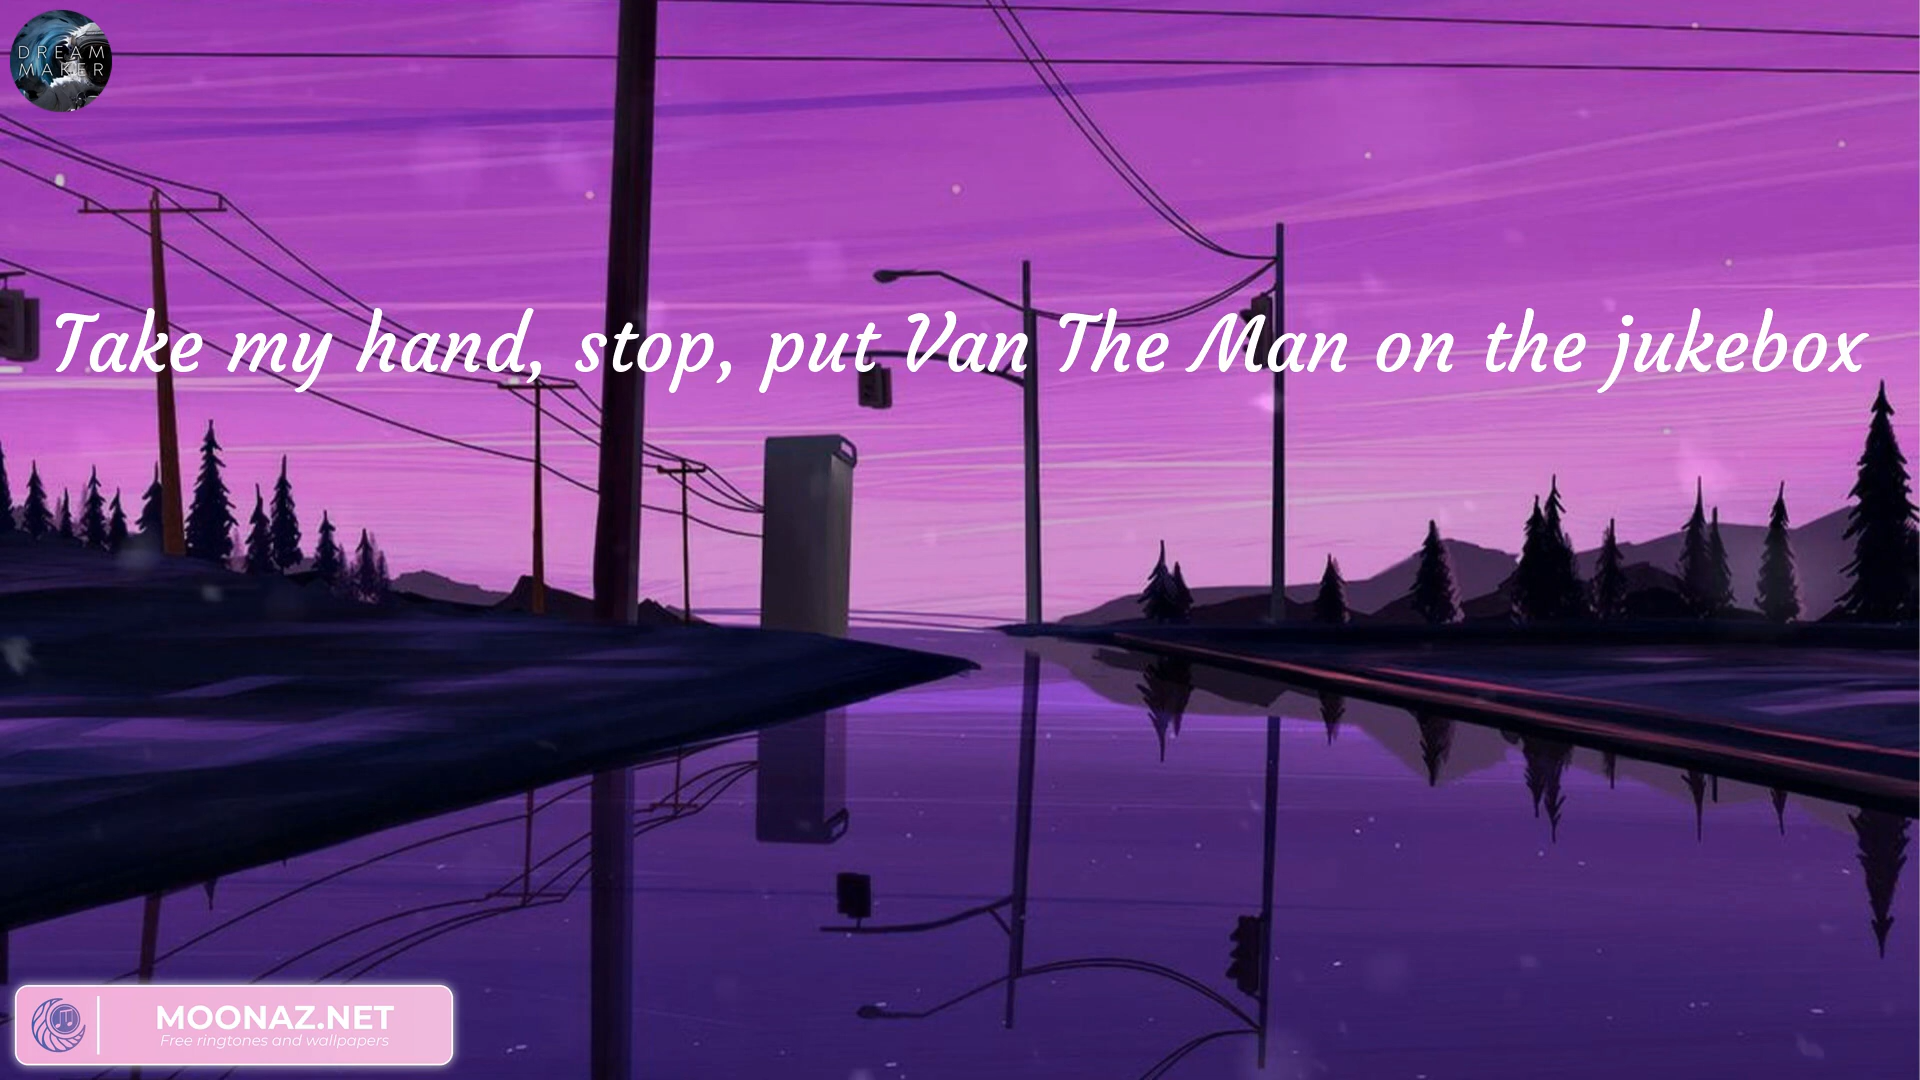 DREAM
MAKER
Take my hand, stop, put Van The Man on the jukebox
MOONAZ.NET
Free ringtones and wallpapers